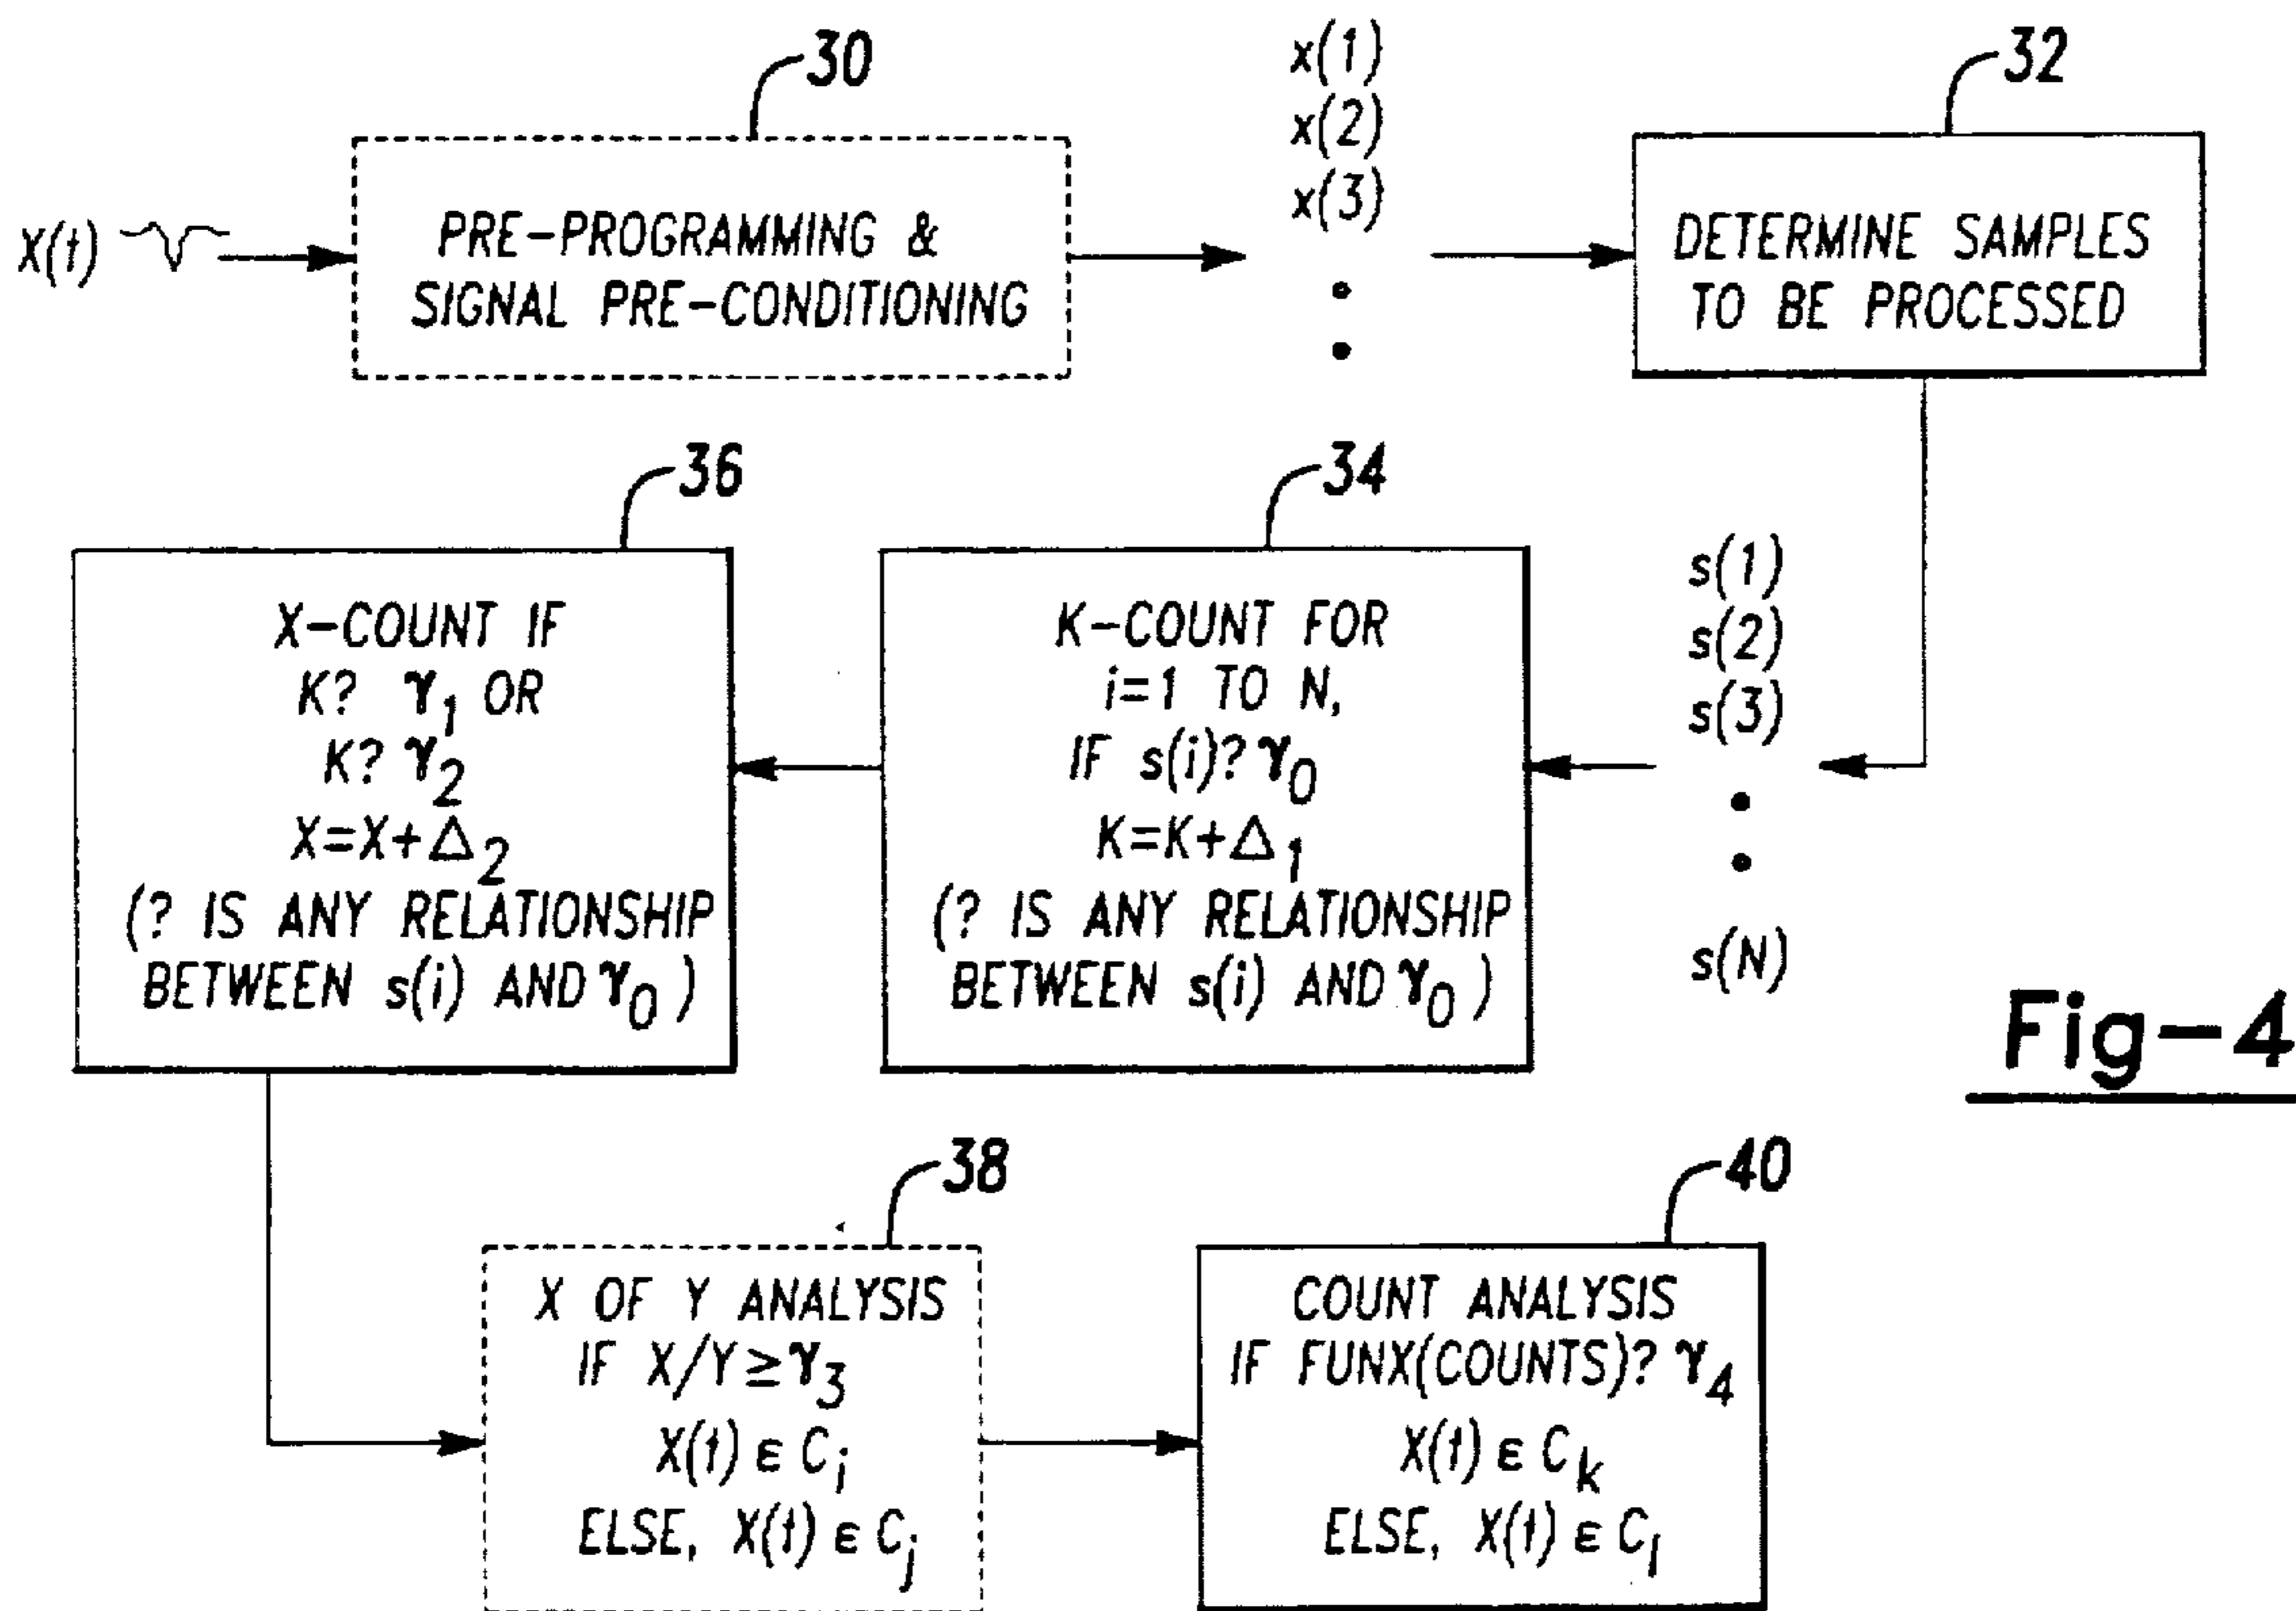 30
X(t)
PRE-PROGRAMMING &
SIGNAL PRE-CONDITIONING
x(1)
x(2)
x(3)
32
DETERMINE SAMPLES
TO BE PROCESSED
s(1)
s(2)
s(3)
s(N)
34
K-COUNT FOR
i=1 TO N,
IF s(i)? γ0
K=K+Δ1
(? IS ANY RELATIONSHIP
BETWEEN s(i) AND γ0 )
36
X-COUNT IF
K? γ1 OR
K? γ2
X=X+Δ2
(? IS ANY RELATIONSHIP
BETWEEN s(i) AND γ0 )
38
X OF Y ANALYSIS
IF X/Y≥γ3
X(t) ε Ci
ELSE, X(t) ε Cj
40
COUNT ANALYSIS
IF FUNX(COUNTS)? γ4
X(t) ε Ck
ELSE, X(t) ε Cl
Fig-4